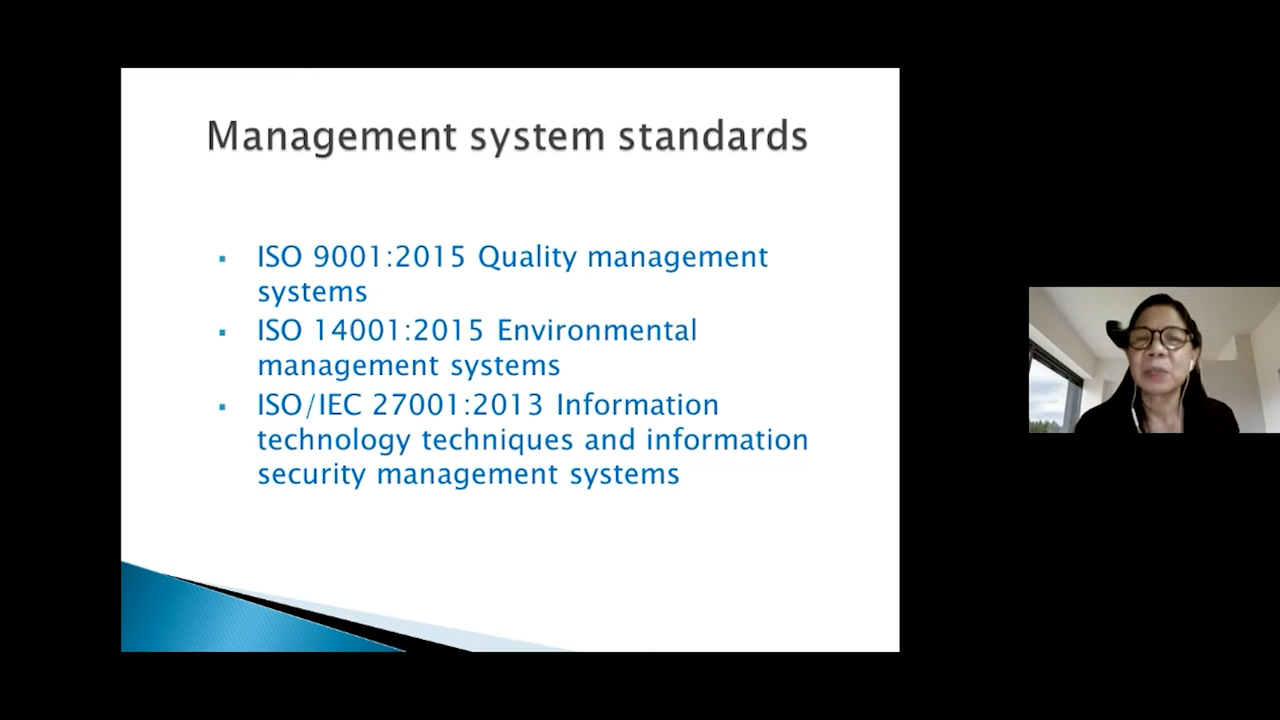 Management system standards
ISO 9001:2015 Quality management
systems
ISO 14001:2015 Environmental
management systems
ISO/IEC 27001:2013 Information
technology techniques and information
security management systems